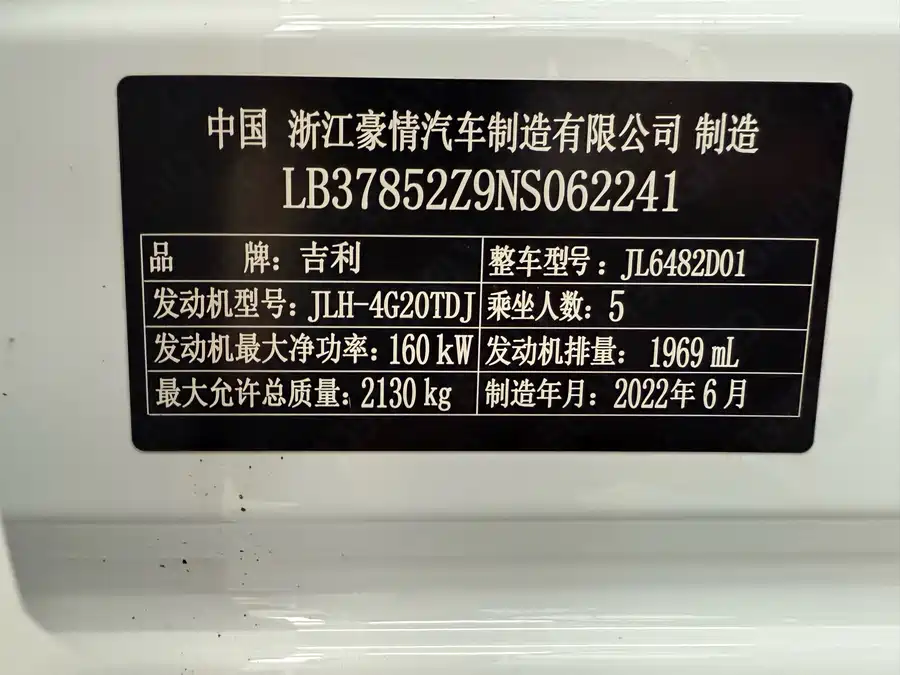 中国 浙江豪情汽车制造有限公司 制造
LB37852Z9NS062241
品 牌：吉利 整车型号：JL6482D01
发动机型号：JLH-4G20TDJ 乘坐人数：5
发动机最大净功率：160 kW 发动机排量：1969 mL
最大允许总质量：2130 kg 制造年月：2022年6月